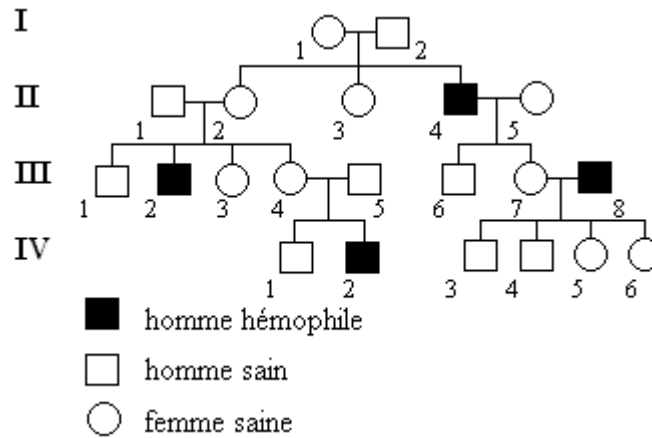 I
1 2
II
1 2 3 4 5
III
1 2 3 4 5 6 7 8
IV
1 2 3 4 5 6
homme hémophile
homme sain
femme saine